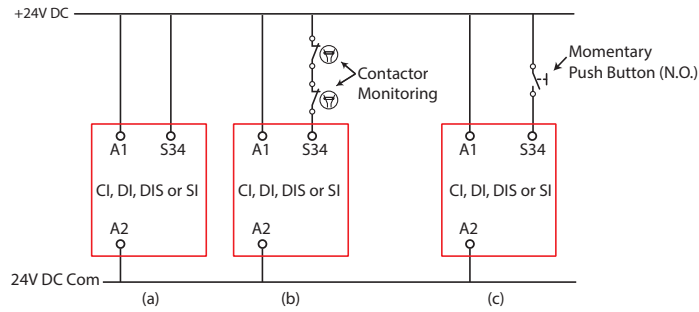 +24V DC
Contactor
Monitoring
Momentary
Push Button (N.O.)
A1
S34
A1
S34
A1
S34
CI, DI, DIS or SI
CI, DI, DIS or SI
CI, DI, DIS or SI
A2
A2
A2
24V DC Com
(a)
(b)
(c)